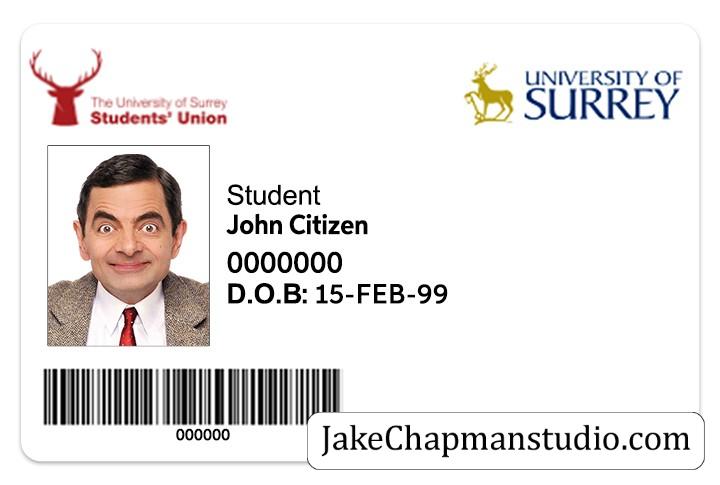 The University of Surrey
Students' Union
UNIVERSITY OF
SURREY
Student
John Citizen
0000000
D.O.B: 15-FEB-99
000000
JakeChapmanstudio.com